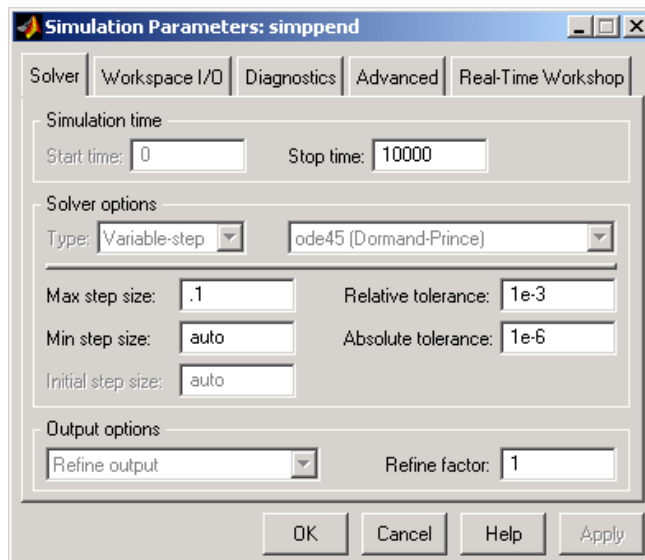 Simulation Parameters: simppend
Solver Workspace I/O Diagnostics Advanced Real-Time Workshop
Simulation time
Start time: 0 Stop time: 10000
Solver options
Type: Variable-step ode45 (Dormand-Prince)
Max step size: .1 Relative tolerance: 1e-3
Min step size: auto Absolute tolerance: 1e-6
Initial step size: auto
Output options
Refine output Refine factor: 1
OK Cancel Help Apply